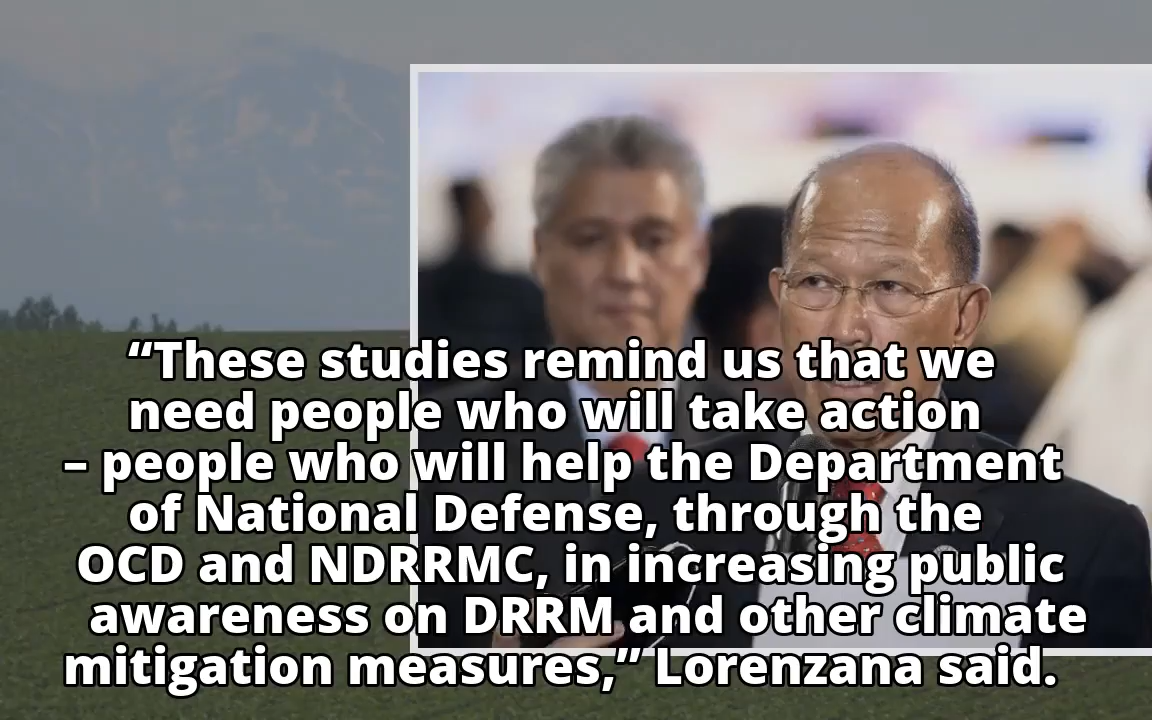 “These studies remind us that we
need people who will take action
– people who will help the Department
of National Defense, through the
OCD and NDRRMC, in increasing public
awareness on DRRM and other climate
mitigation measures,” Lorenzana said.